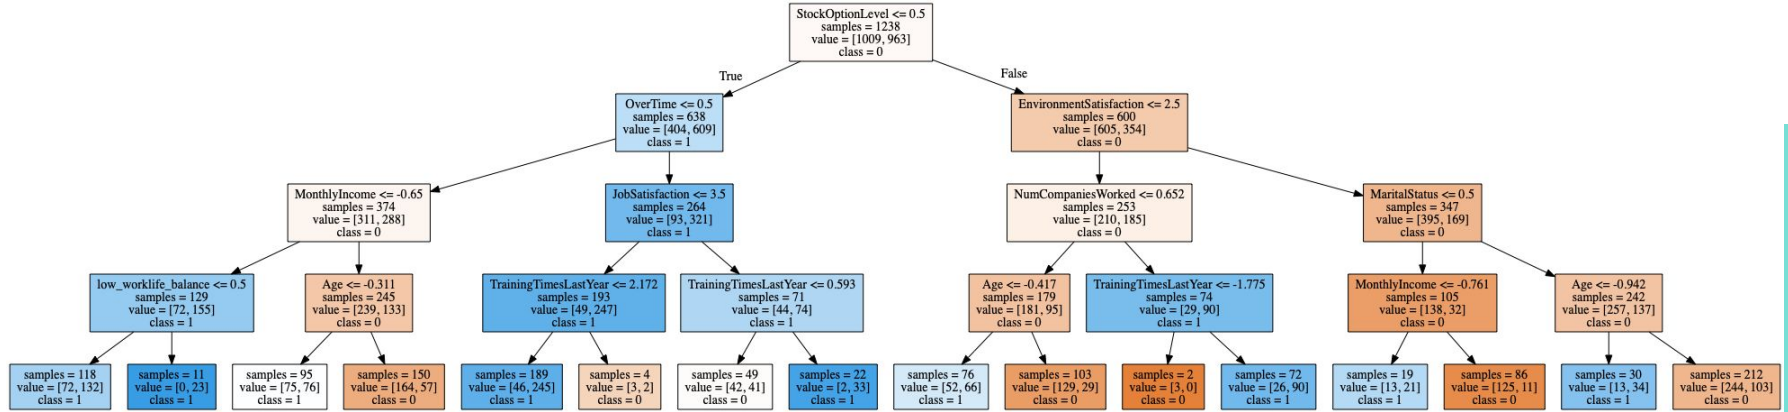 StockOptionLevel <= 0.5
samples = 1238
value = [1009, 963]
class = 0
True
False
OverTime <= 0.5
samples = 638
value = [404, 609]
class = 1
EnvironmentSatisfaction <= 2.5
samples = 600
value = [605, 354]
class = 0
MonthlyIncome <= -0.65
samples = 374
value = [311, 288]
class = 0
JobSatisfaction <= 3.5
samples = 264
value = [93, 321]
class = 1
NumCompaniesWorked <= 0.652
samples = 253
value = [210, 185]
class = 0
MaritalStatus <= 0.5
samples = 347
value = [395, 169]
class = 0
low_worklife_balance <= 0.5
samples = 129
value = [72, 155]
class = 1
Age <= -0.311
samples = 245
value = [239, 133]
class = 0
TrainingTimesLastYear <= 2.172
samples = 193
value = [49, 247]
class = 1
TrainingTimesLastYear <= 0.593
samples = 71
value = [44, 74]
class = 1
Age <= -0.417
samples = 179
value = [181, 95]
class = 0
TrainingTimesLastYear <= -1.775
samples = 74
value = [29, 90]
class = 1
MonthlyIncome <= -0.761
samples = 105
value = [138, 32]
class = 0
Age <= -0.942
samples = 242
value = [257, 137]
class = 0
samples = 118
value = [72, 132]
class = 1
samples = 11
value = [0, 23]
class = 1
samples = 95
value = [75, 76]
class = 1
samples = 150
value = [164, 57]
class = 0
samples = 189
value = [46, 245]
class = 1
samples = 4
value = [3, 2]
class = 0
samples = 49
value = [42, 41]
class = 0
samples = 22
value = [2, 33]
class = 1
samples = 76
value = [52, 66]
class = 1
samples = 103
value = [129, 29]
class = 0
samples = 2
value = [3, 0]
class = 0
samples = 72
value = [26, 90]
class = 1
samples = 19
value = [13, 21]
class = 1
samples = 86
value = [125, 11]
class = 0
samples = 30
value = [13, 34]
class = 1
samples = 212
value = [244, 103]
class = 0